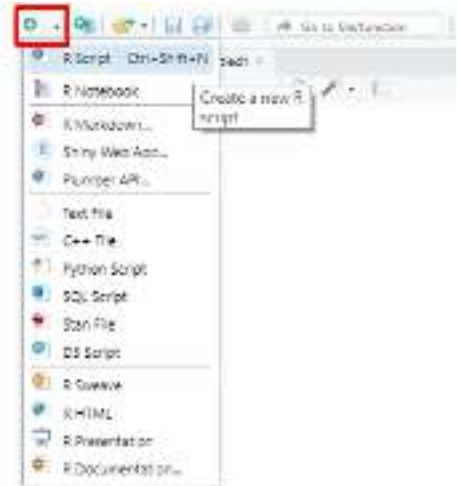 Go to file/function
R Script Ctrl+Shift+N
R Notebook
Create a new R
script
R Markdown...
Shiny Web App...
Plumber API...
Text File
C++ File
Python Script
SQL Script
Stan File
D3 Script
R Sweave
R HTML
R Presentation
R Documentation...